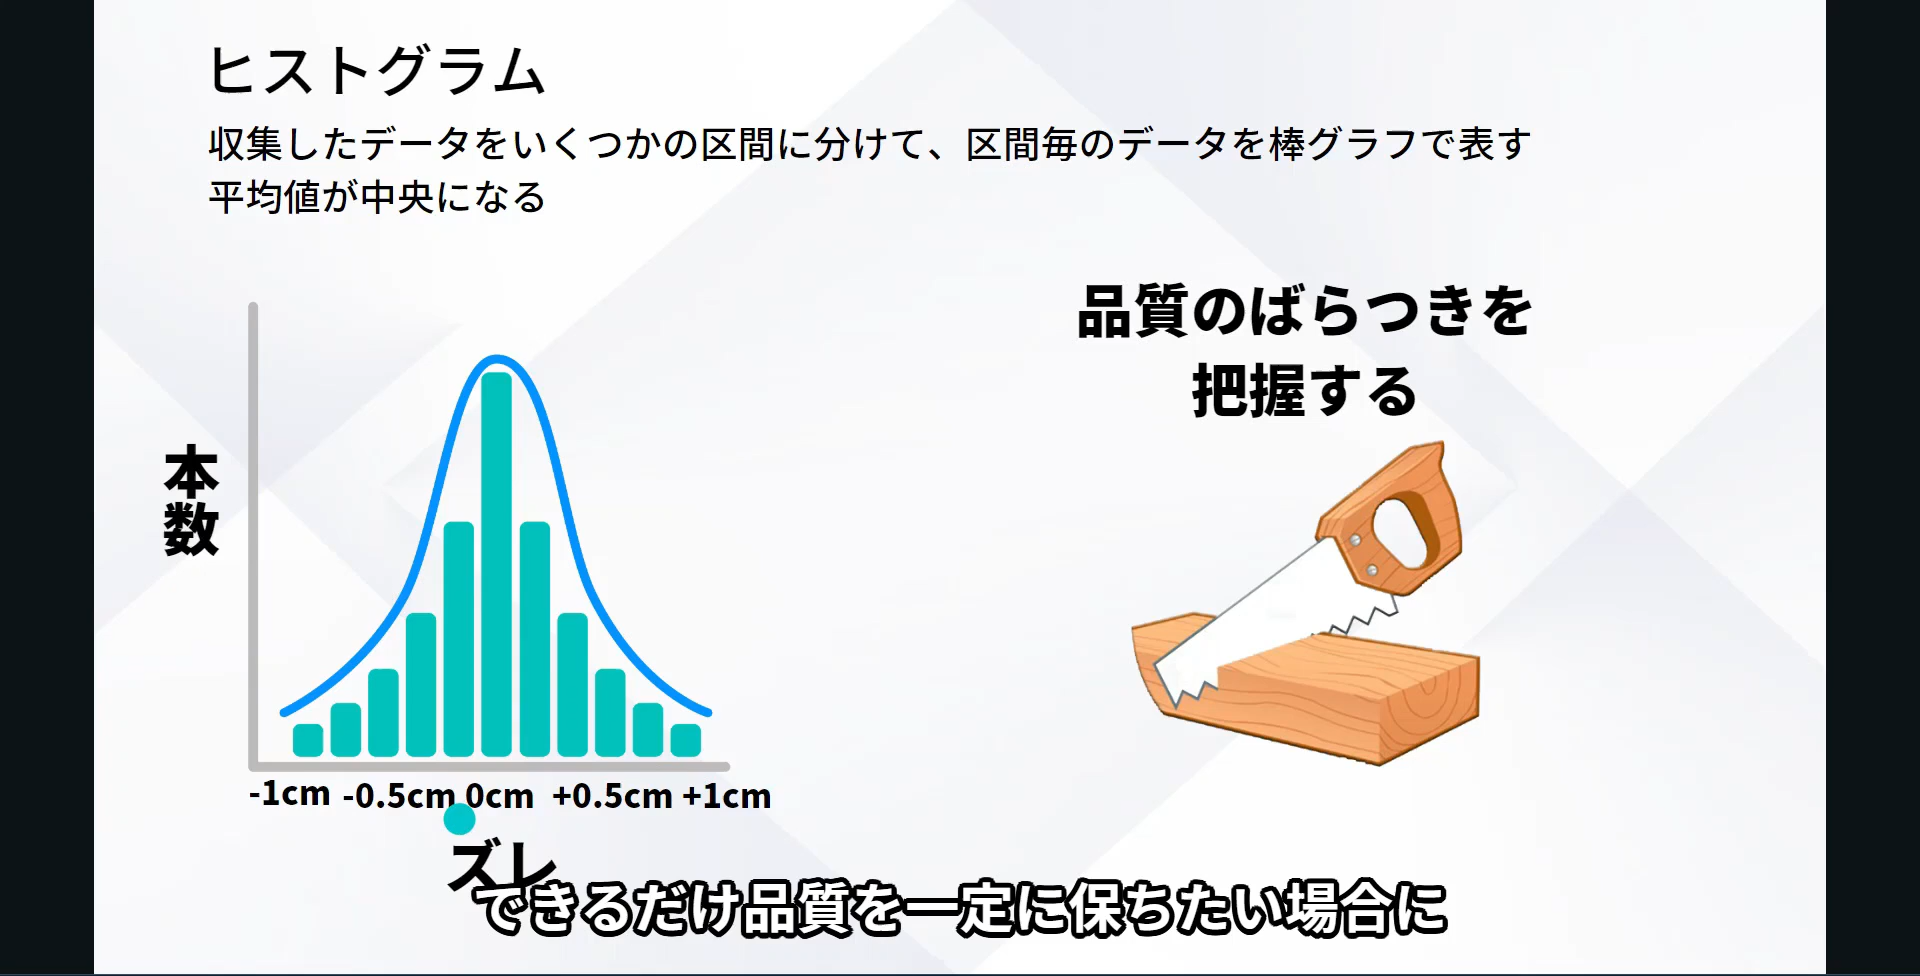 ヒストグラム
収集したデータをいくつかの区間に分けて、区間毎のデータを棒グラフで表す
平均値が中央になる
品質のばらつきを
把握する
本数
-1cm -0.5cm 0cm +0.5cm +1cm
ズレ
できるだけ品質を一定に保ちたい場合に